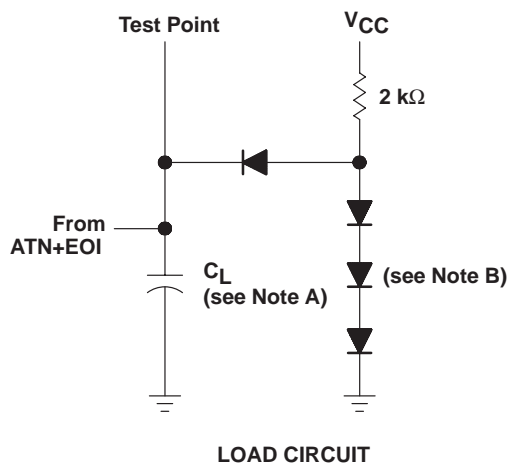 Test Point
VCC
2 kΩ
From
ATN+EOI
CL
(see Note A)
(see Note B)
LOAD CIRCUIT